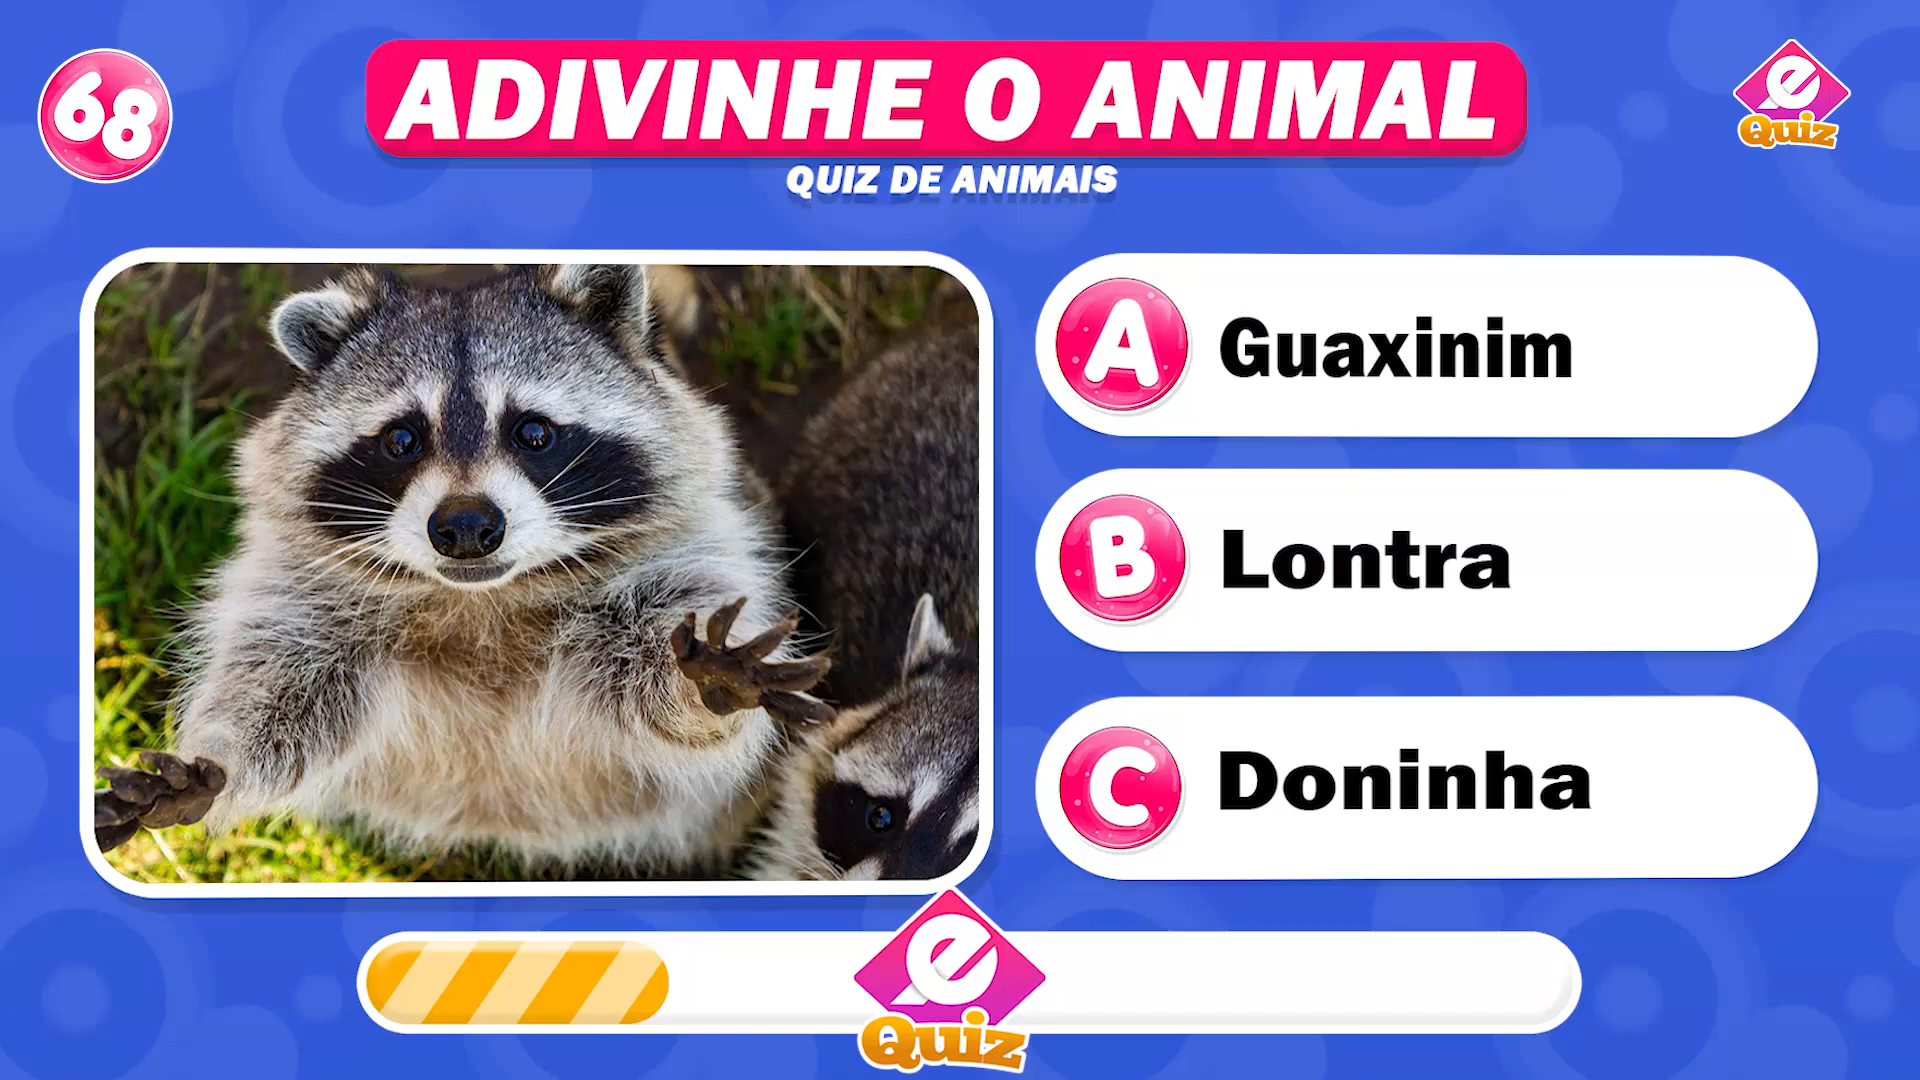 68
ADIVINHE O ANIMAL
QUIZ DE ANIMAIS
e
Quiz
A Guaxinim
B Lontra
C Doninha
e
Quiz